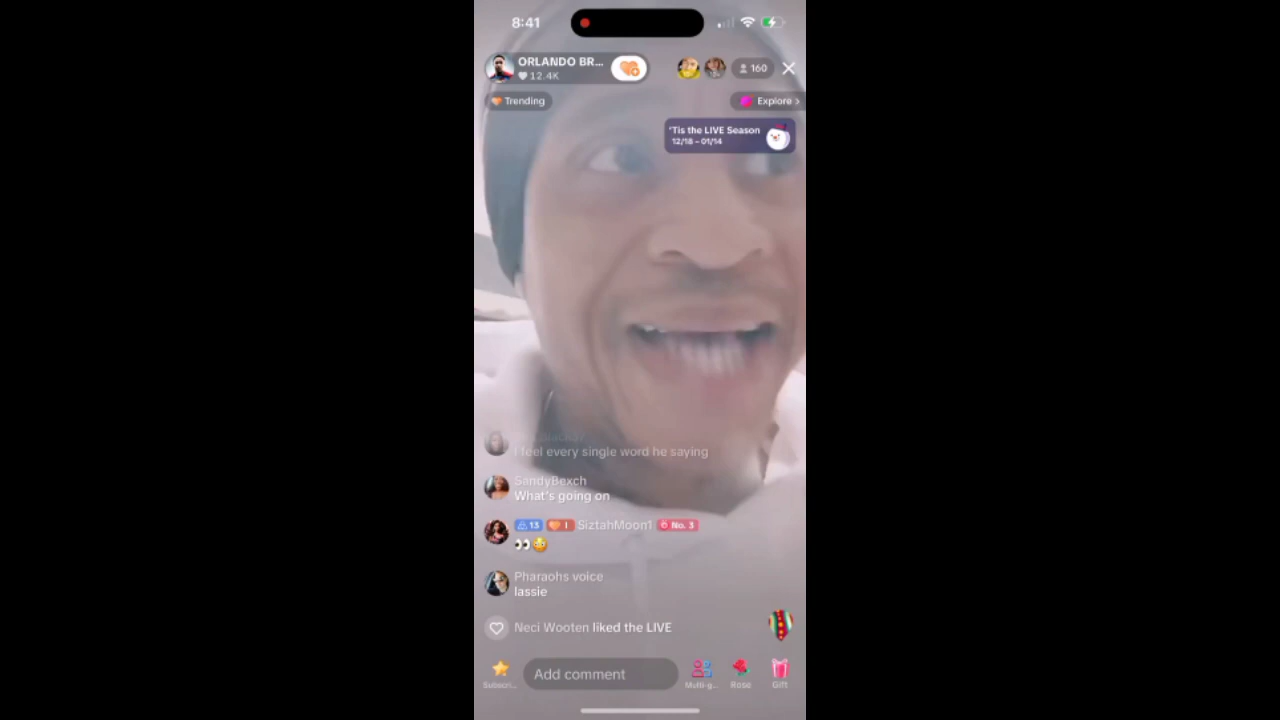 8:41
ORLANDO BR...
12.4K
160
Trending
Explore >
'Tis the LIVE Season
12/18 – 01/14
I feel every single word he saying
SandyBexch
What's going on
13
I
SiztahMoon1
No. 3
Pharaohs voice
lassie
Neci Wooten liked the LIVE
Subscri...
Add comment
Multi-g...
Rose
Gift